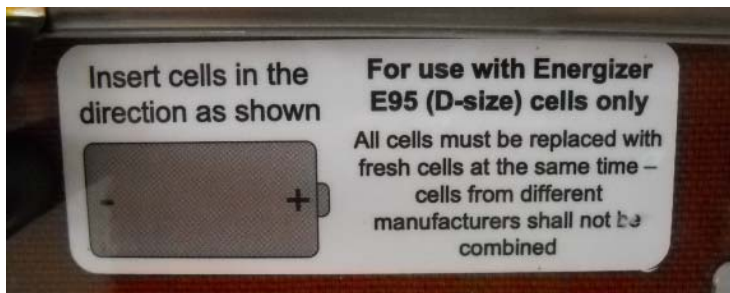 Insert cells in the
direction as shown
- +
For use with Energizer
E95 (D-size) cells only
All cells must be replaced with
fresh cells at the same time –
cells from different
manufacturers shall not be
combined